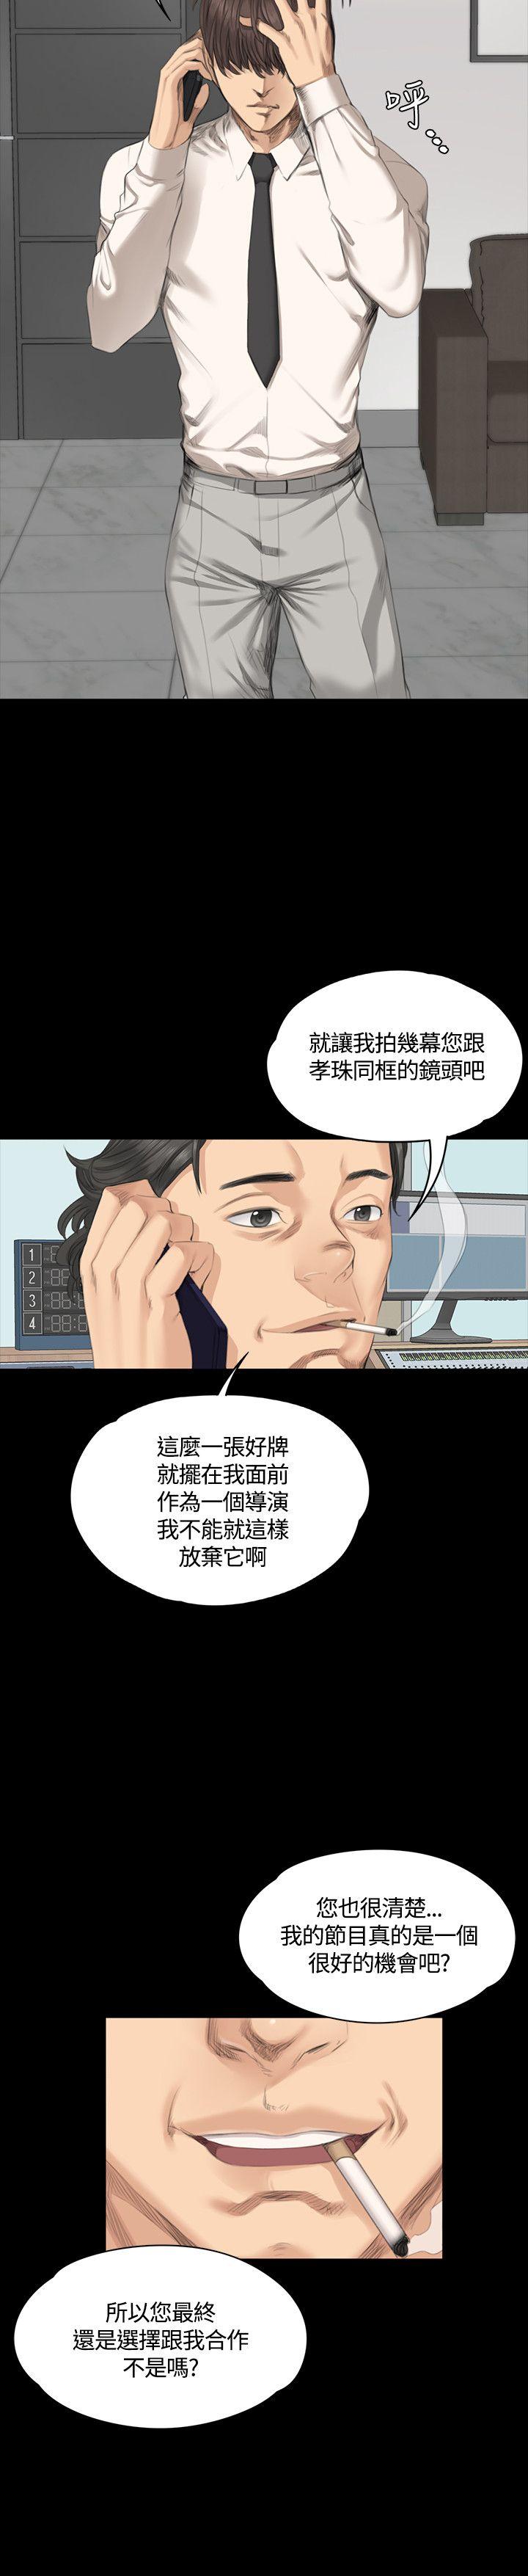 呼...
就讓我拍幾幕您跟
孝珠同框的鏡頭吧
1
2
3
4
這麼一張好牌
就擺在我面前
作為一個導演
我不能就這樣
放棄它啊
您也很清楚...
我的節目真的是一個
很好的機會吧?
所以您最終
還是選擇跟我合作
不是嗎?